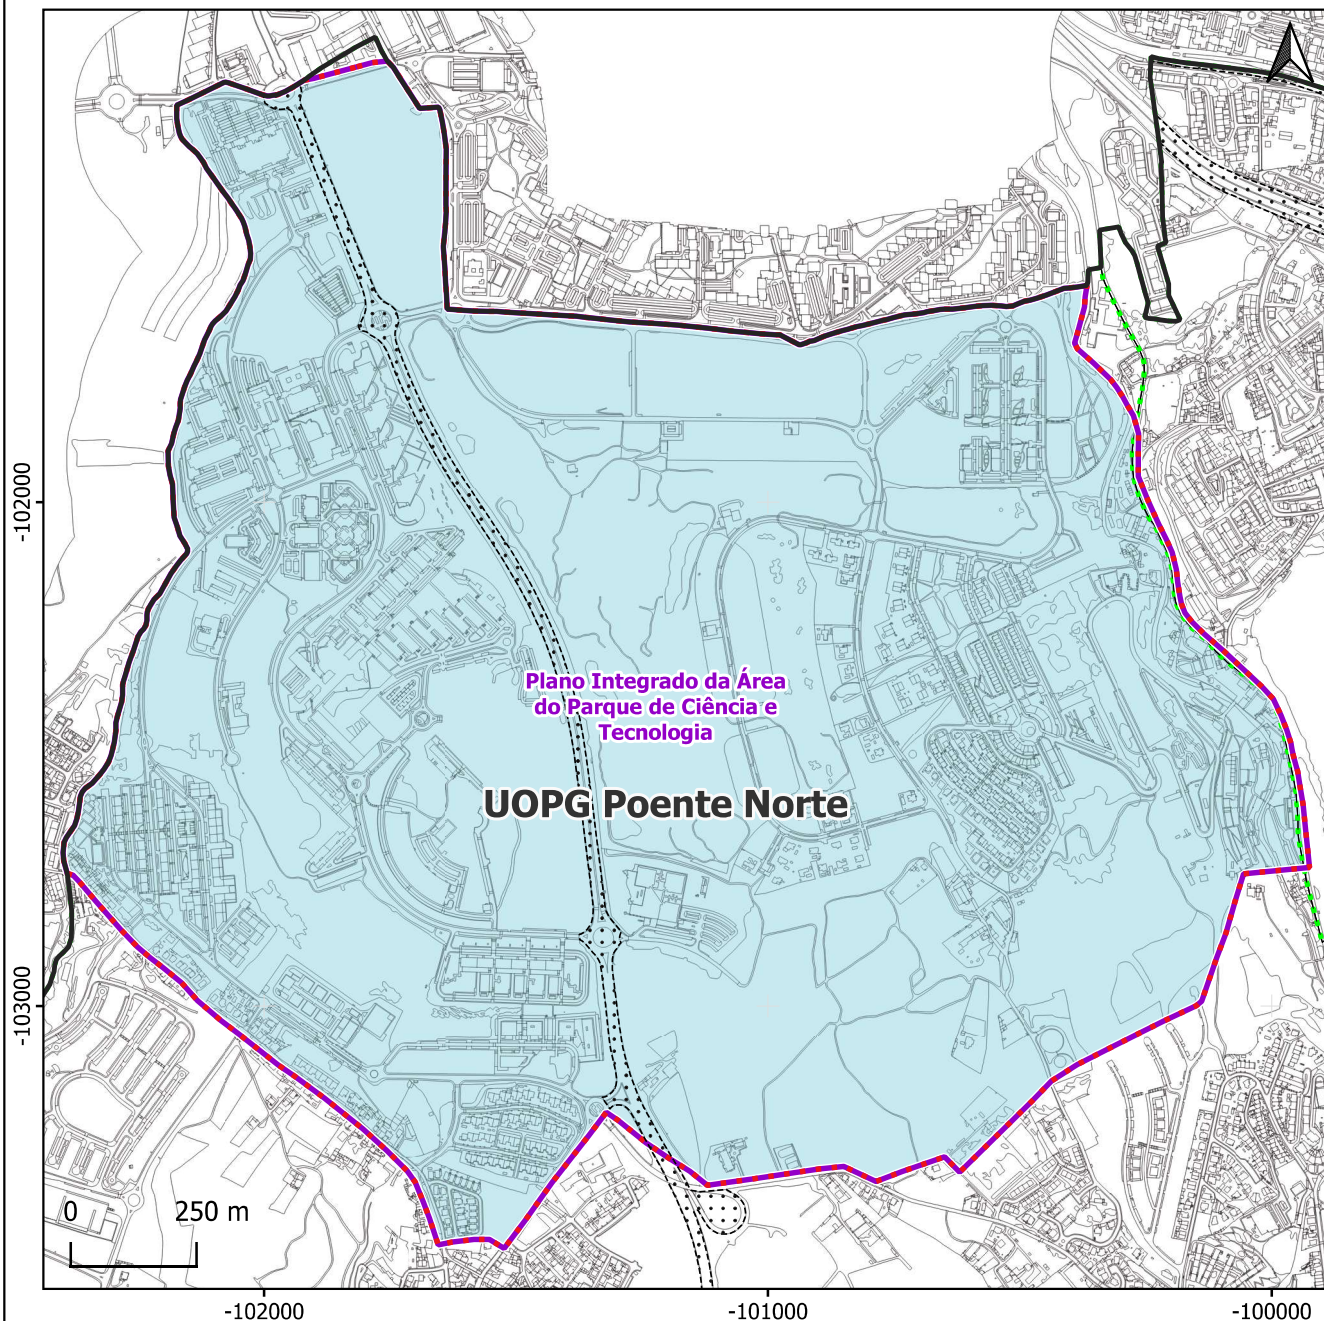 -102000
Plano Integrado da Área
do Parque de Ciência e
Tecnologia
UOPG Poente Norte
-103000
0 250 m
-102000 -101000 -100000